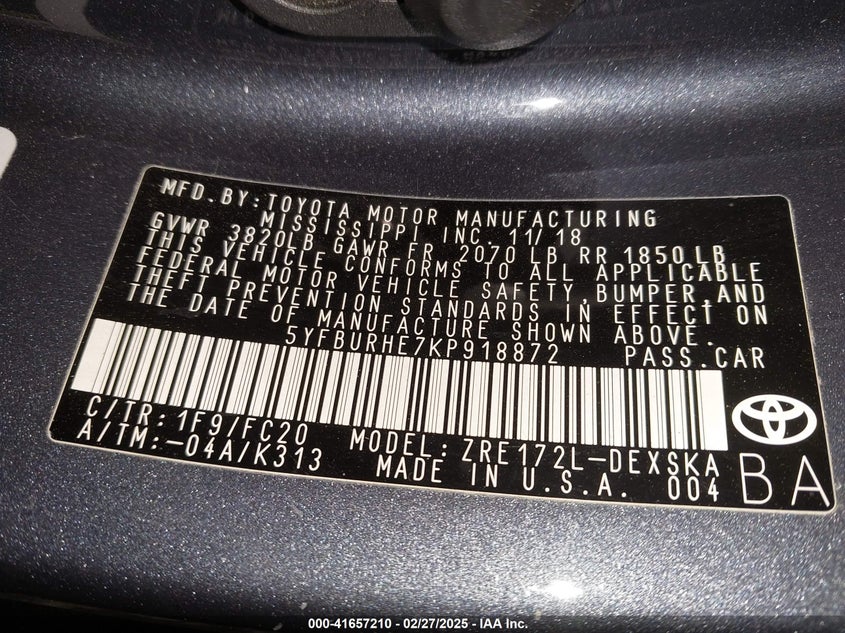 MFD.BY:TOYOTA MOTOR MANUFACTURING
MISSISSIPPI INC. 11/18
GVWR 3820LB GAWR FR 2070 LB RR 1850 LB
THIS VEHICLE CONFORMS TO ALL APPLICABLE
FEDERAL MOTOR VEHICLE SAFETY,BUMPER,AND
THEFT PREVENTION STANDARDS IN EFFECT ON
THE DATE OF MANUFACTURE SHOWN ABOVE.
5YFBURHE7KP918872 PASS.CAR
C/TR:1F9/FC20 MODEL:ZRE172L-DEXSKA
A/TM:-04A/K313 MADE IN U.S.A. 004 BA
000-41657210 - 02/27/2025 - IAA Inc.